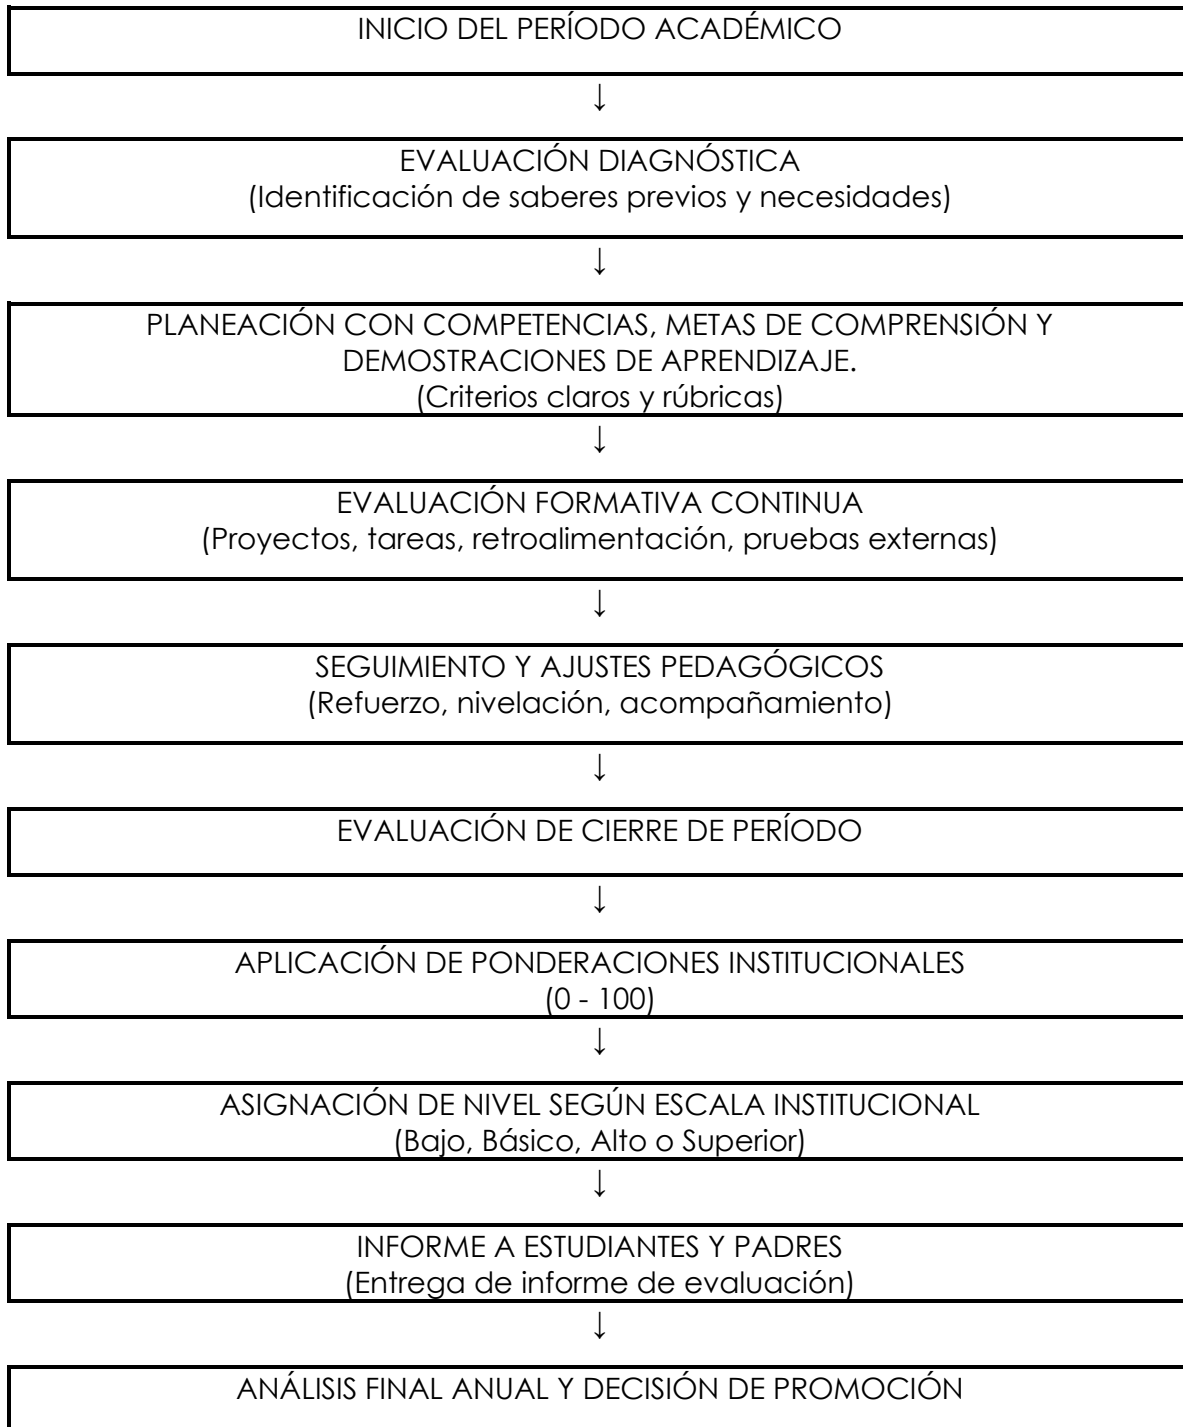 INICIO DEL PERÍODO ACADÉMICO
↓
EVALUACIÓN DIAGNÓSTICA
(Identificación de saberes previos y necesidades)
↓
PLANEACIÓN CON COMPETENCIAS, METAS DE COMPRENSIÓN Y
DEMOSTRACIONES DE APRENDIZAJE.
(Criterios claros y rúbricas)
↓
EVALUACIÓN FORMATIVA CONTINUA
(Proyectos, tareas, retroalimentación, pruebas externas)
↓
SEGUIMIENTO Y AJUSTES PEDAGÓGICOS
(Refuerzo, nivelación, acompañamiento)
↓
EVALUACIÓN DE CIERRE DE PERÍODO
↓
APLICACIÓN DE PONDERACIONES INSTITUCIONALES
(0 - 100)
↓
ASIGNACIÓN DE NIVEL SEGÚN ESCALA INSTITUCIONAL
(Bajo, Básico, Alto o Superior)
↓
INFORME A ESTUDIANTES Y PADRES
(Entrega de informe de evaluación)
↓
ANÁLISIS FINAL ANUAL Y DECISIÓN DE PROMOCIÓN